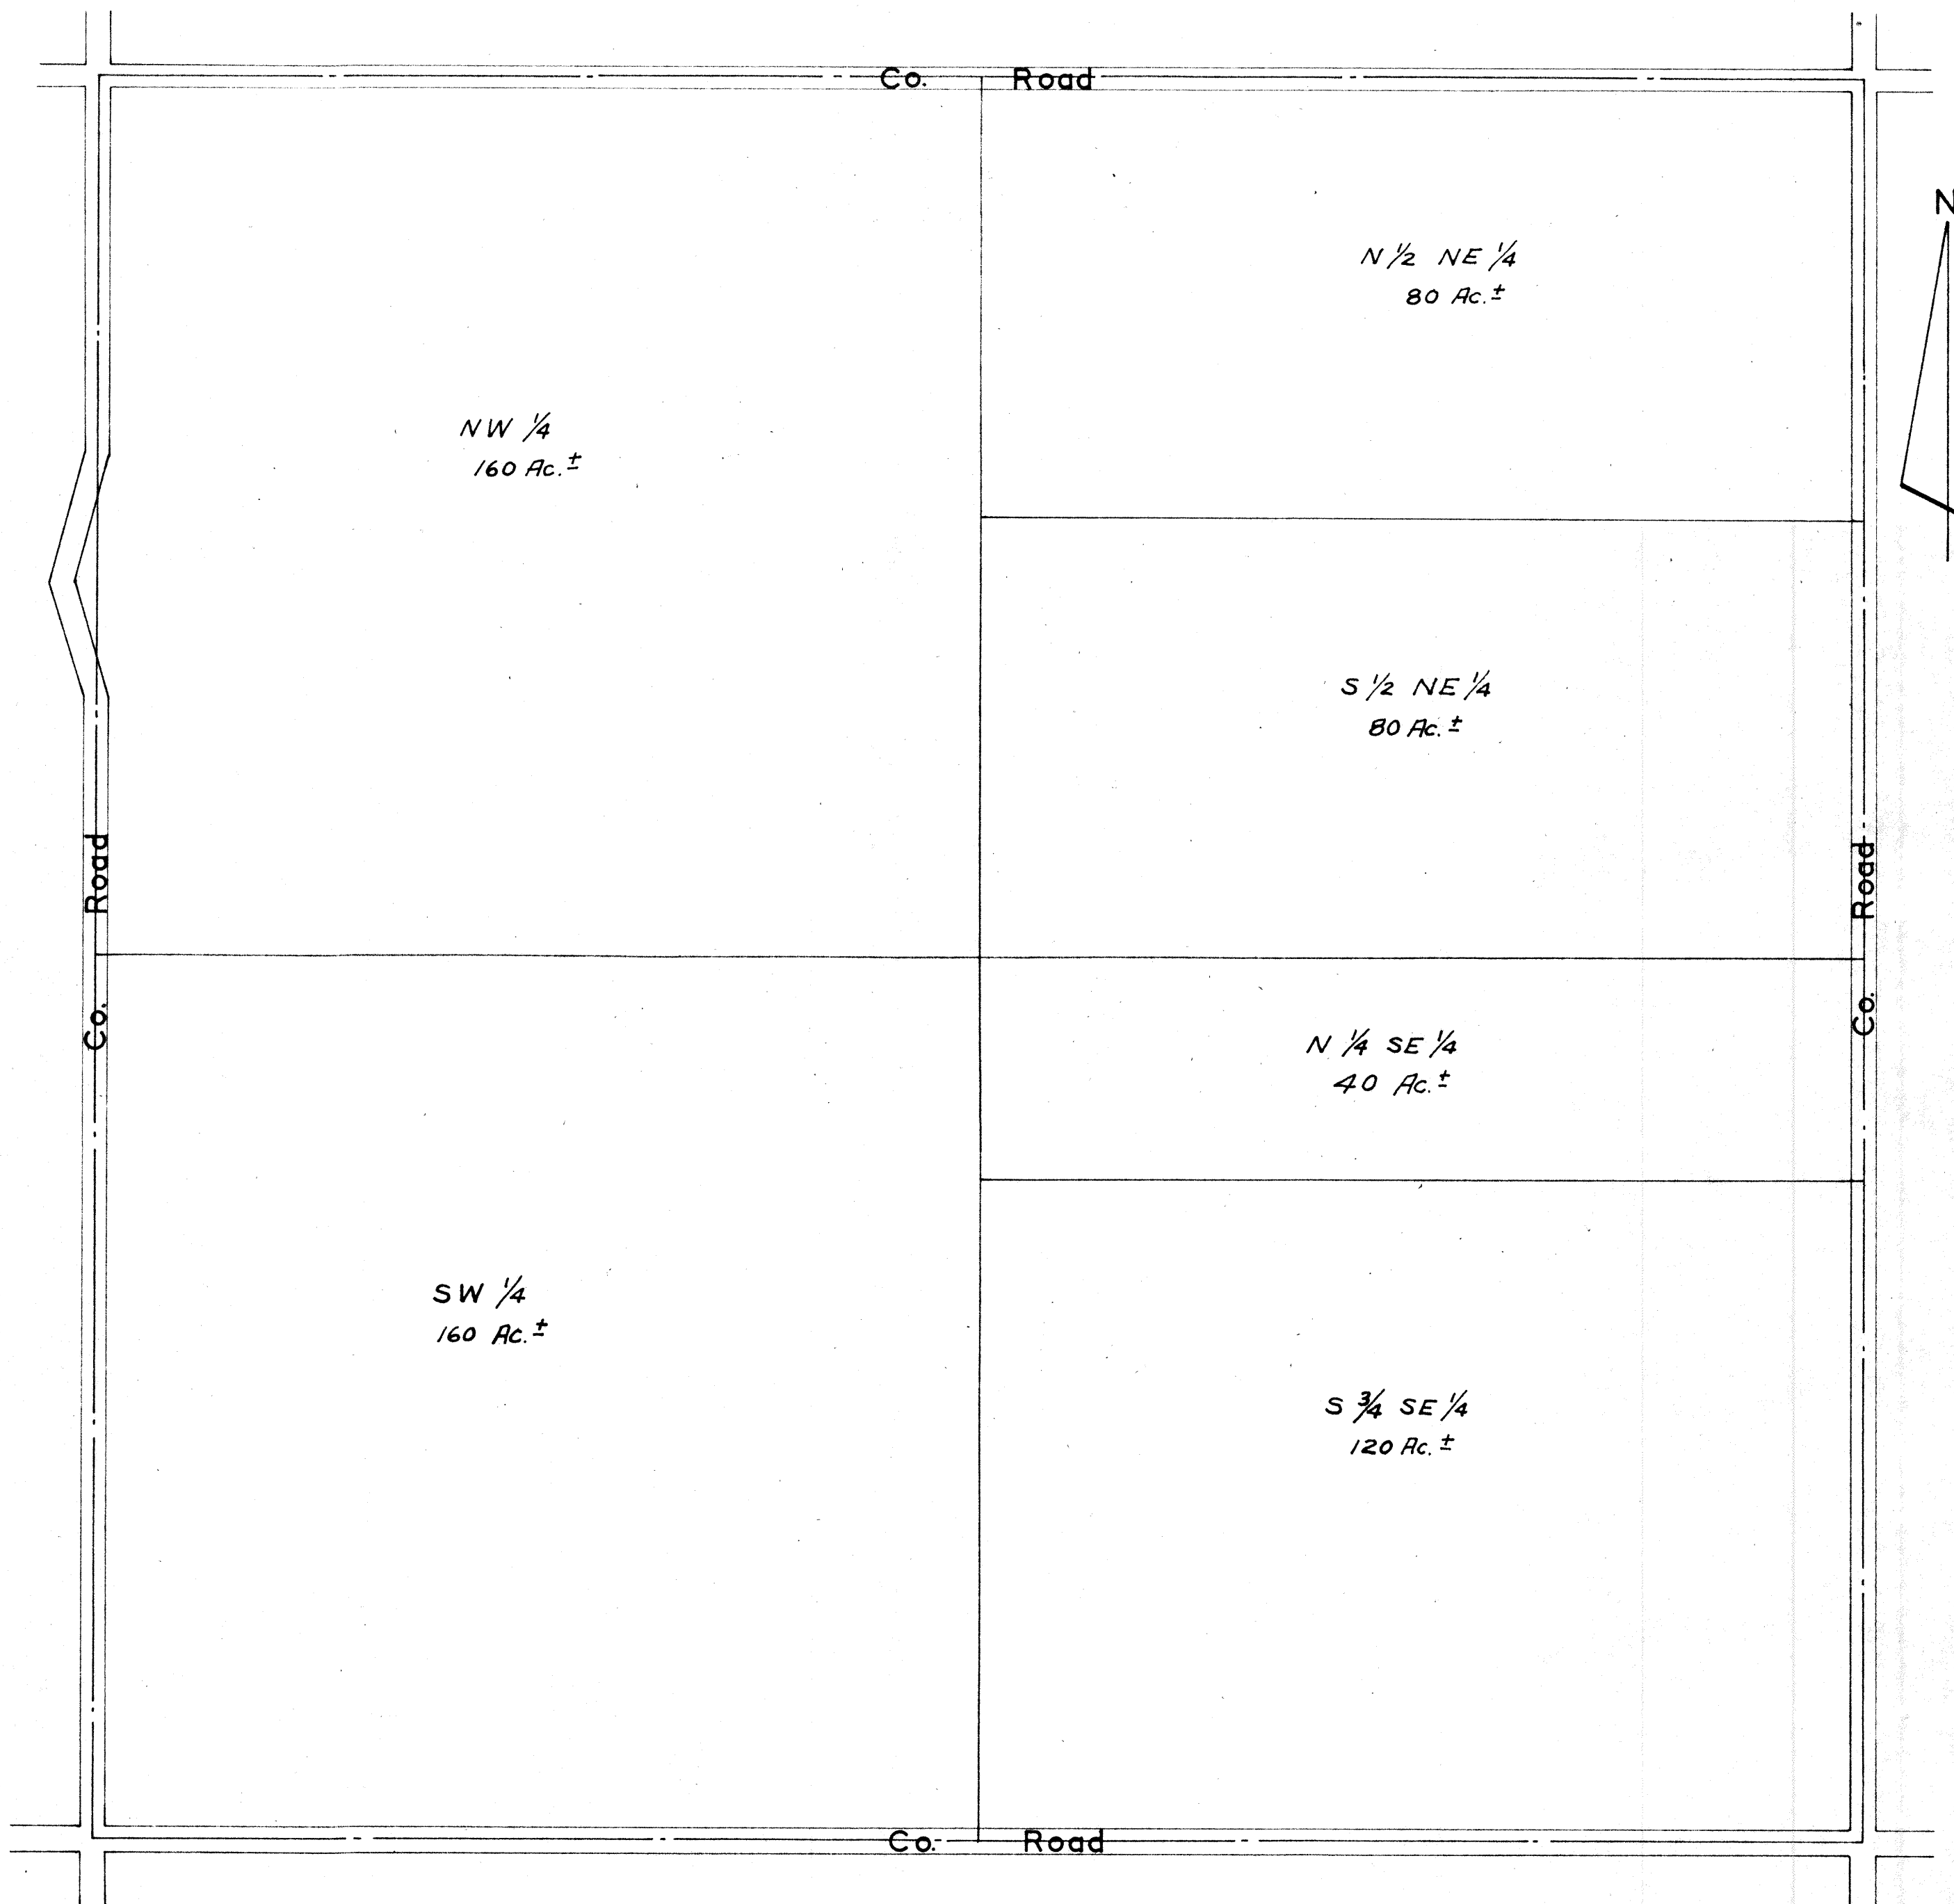 Co. Road
N
N 1/2 NE 1/4
80 Ac.±
NW 1/4
160 Ac.±
S 1/2 NE 1/4
80 Ac.±
Co. Road
Co. Road
N 1/4 SE 1/4
40 Ac.±
SW 1/4
160 Ac.±
S 3/4 SE 1/4
120 Ac.±
Co. Road